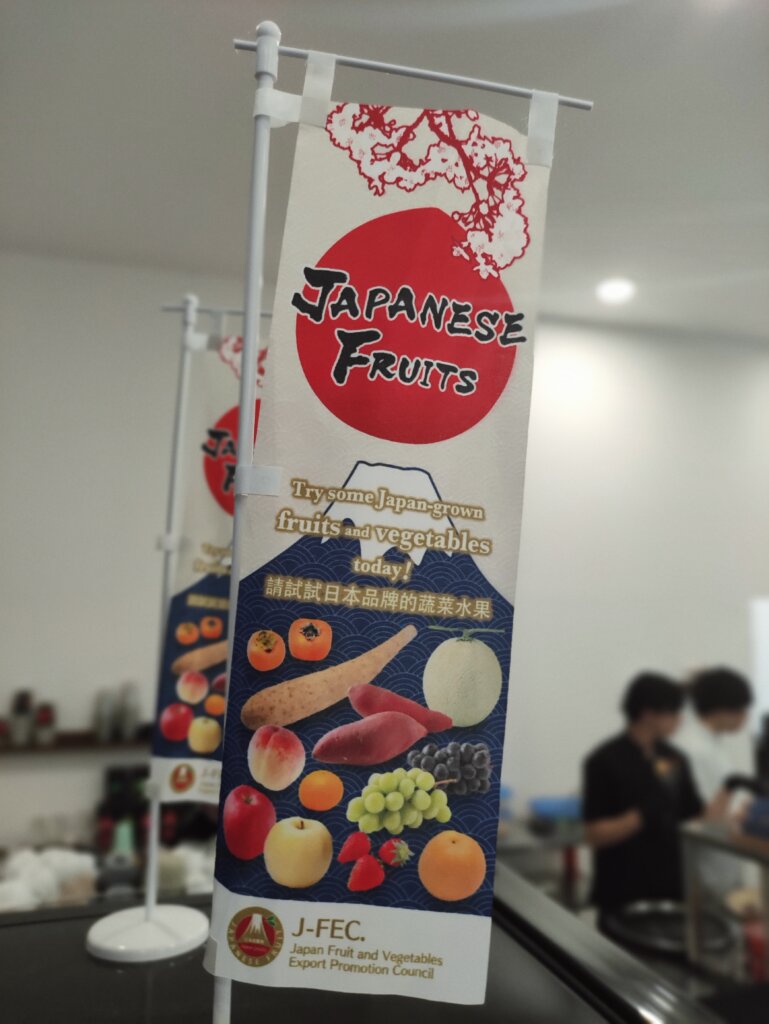 JAPANESE
FRUITS
Try some Japan-grown
fruits and vegetables
today!
請試試日本品牌的蔬菜水果
J-FEC.
Japan Fruit and Vegetables
Export Promotion Council